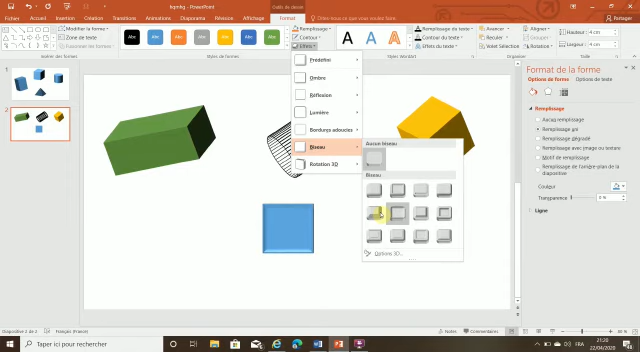 lignhg - PowerPoint
Outils de dessin
Fichier Accueil Insertion Création Transitions Animations Diaporama Révision Affichage Format Dites-nous ce que vous voulez faire Partager
Modifier la forme
Zone de texte
Fusionner les formes
Abc Abc Abc Abc Abc Abc
Remplissage
Contour
Effets
A A A
Remplissage du texte
Contour du texte
Effets du texte
Avancer
Reculer
Volet Sélection
Aligner
Grouper
Rotation
Hauteur : 4 cm
Largeur : 4 cm
Insérer des formes
Styles de formes
Styles WordArt
Organiser
Taille
1
2
Prédéfini
Ombre
Réflexion
Lumière
Bordures adoucies
Biseau
Rotation 3D
Aucun biseau
Biseau
Options 3D...
Format de la forme
Options de forme Options de texte
Remplissage
Aucun remplissage
Remplissage uni
Remplissage dégradé
Remplissage avec image ou texture
Motif de remplissage
Remplissage de l'arrière-plan de la diapositive
Couleur
Transparence 0 %
Ligne
Diapositive 2 de 2 Français (France)
Notes Commentaires
Taper ici pour rechercher
FRA
21:20
22/04/2020